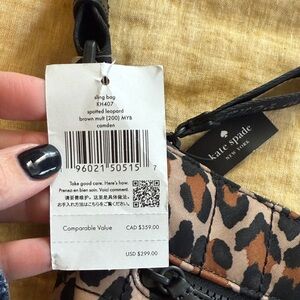 sling bag
KH407
spotted leopard
brown mult (200) MYB
camden
96021 50515 7
Take good care. Here's how.
Prenez-en bien soin. Voici comment.
Comparable Value
CAD $359.00
USD $299.00
kate spade
NEW YORK